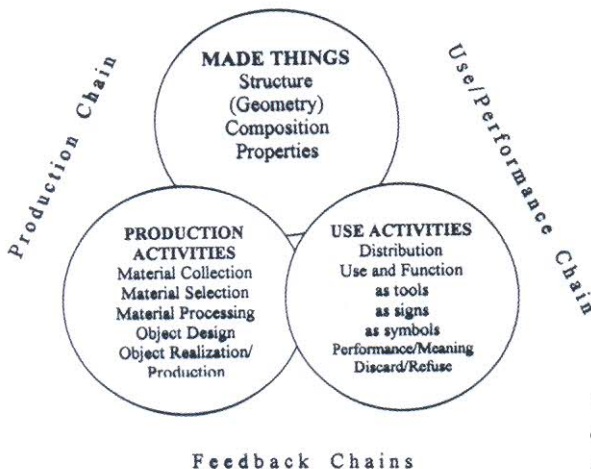 Production Chain
Use/Performance Chain
MADE THINGS
Structure
(Geometry)
Composition
Properties
PRODUCTION
ACTIVITIES
Material Collection
Material Selection
Material Processing
Object Design
Object Realization/
Production
USE ACTIVITIES
Distribution
Use and Function
as tools
as signs
as symbols
Performance/Meaning
Discard/Refuse
Feedback Chains